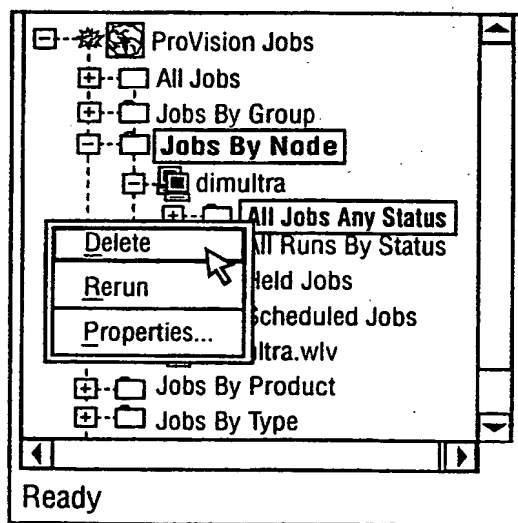 ProVision Jobs
All Jobs
Jobs By Group
Jobs By Node
dimultra
All Jobs Any Status
Delete
All Runs By Status
Rerun
Held Jobs
Scheduled Jobs
Properties...
ultra.wlv
Jobs By Product
Jobs By Type
Ready